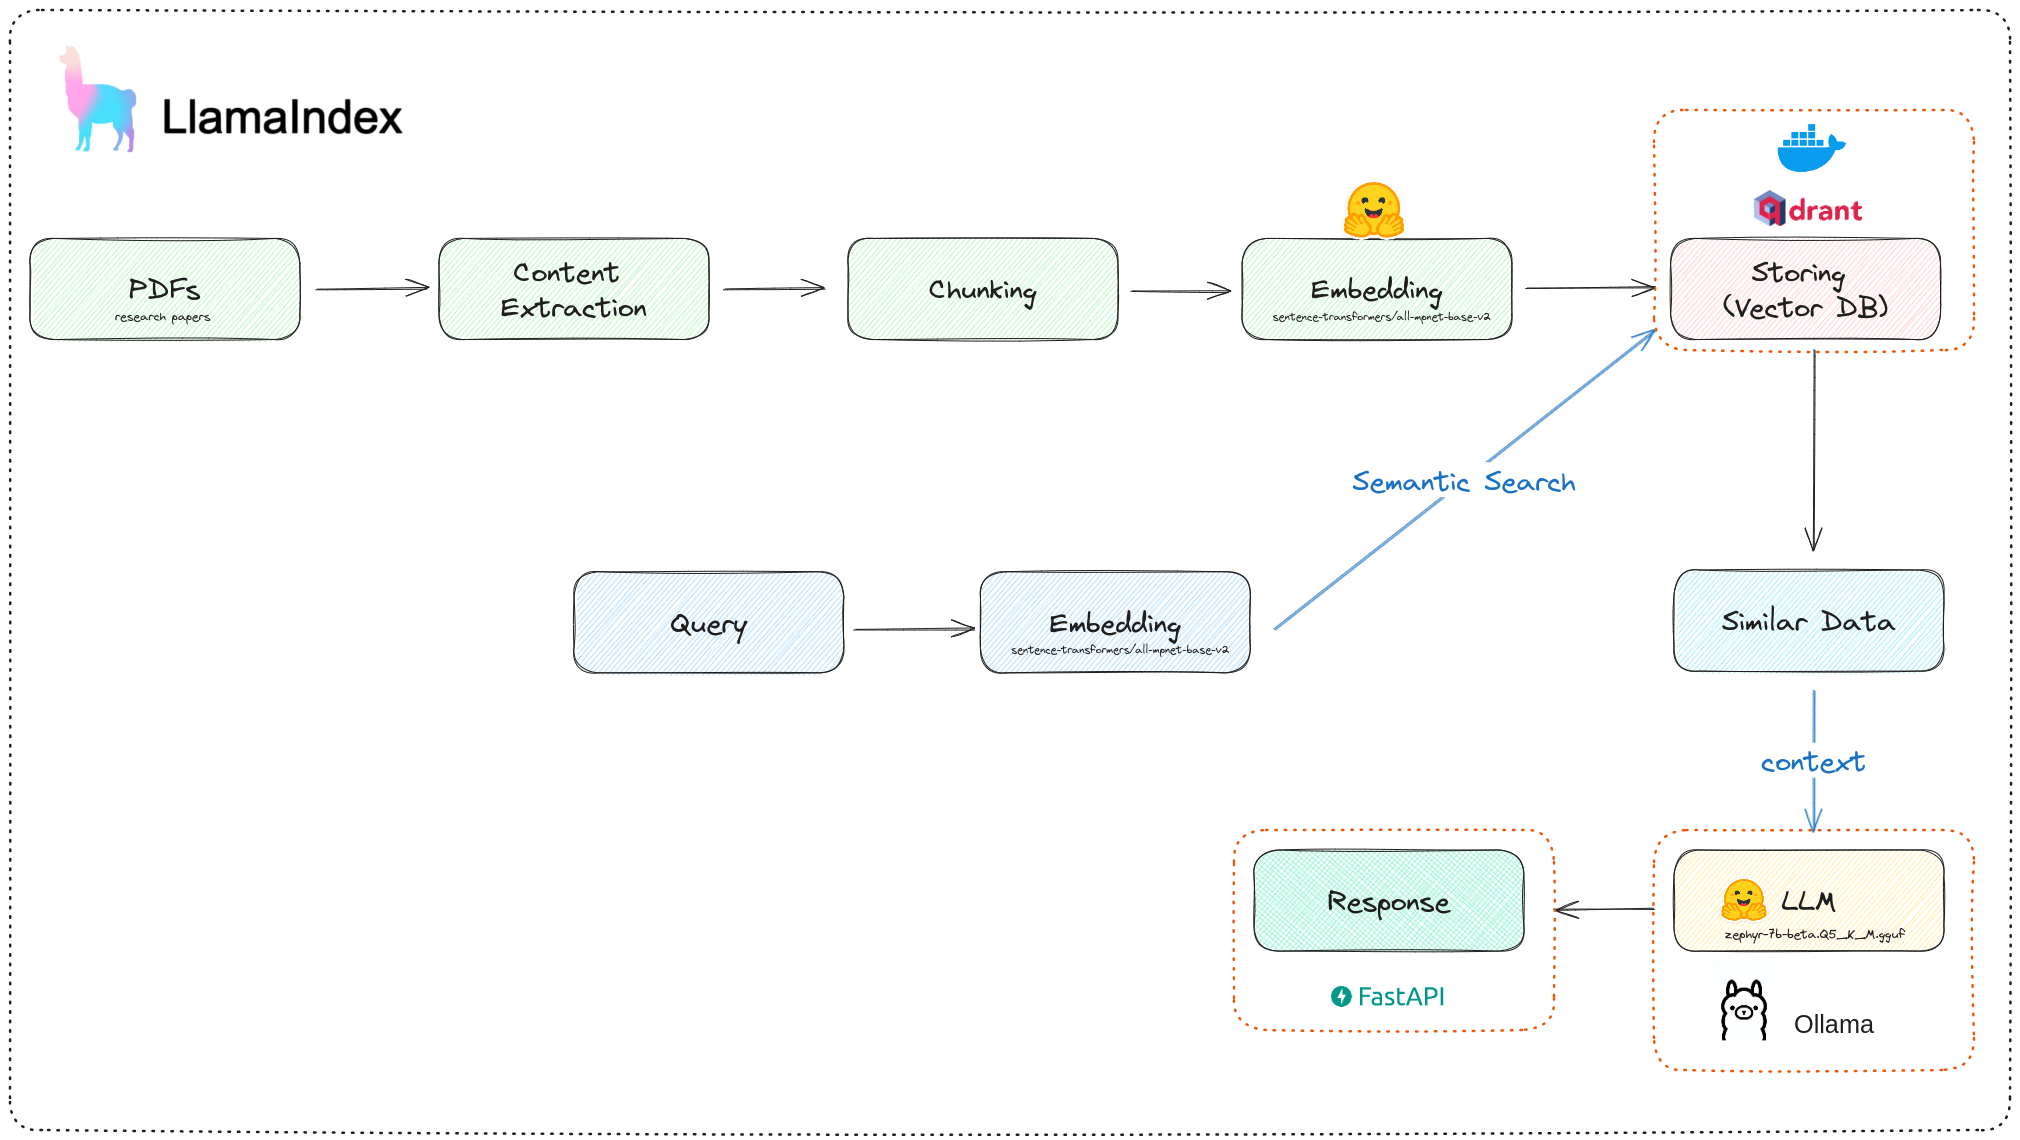 LlamaIndex
qdrant
PDFs
research papers
Content
Extraction
Chunking
Embedding
sentence-transformers/all-mpnet-base-v2
Storing
(Vector DB)
Semantic Search
Query
Embedding
sentence-transformers/all-mpnet-base-v2
Similar Data
context
Response
FastAPI
LLM
zephyr-7b-beta.Q5_K_M.gguf
Ollama